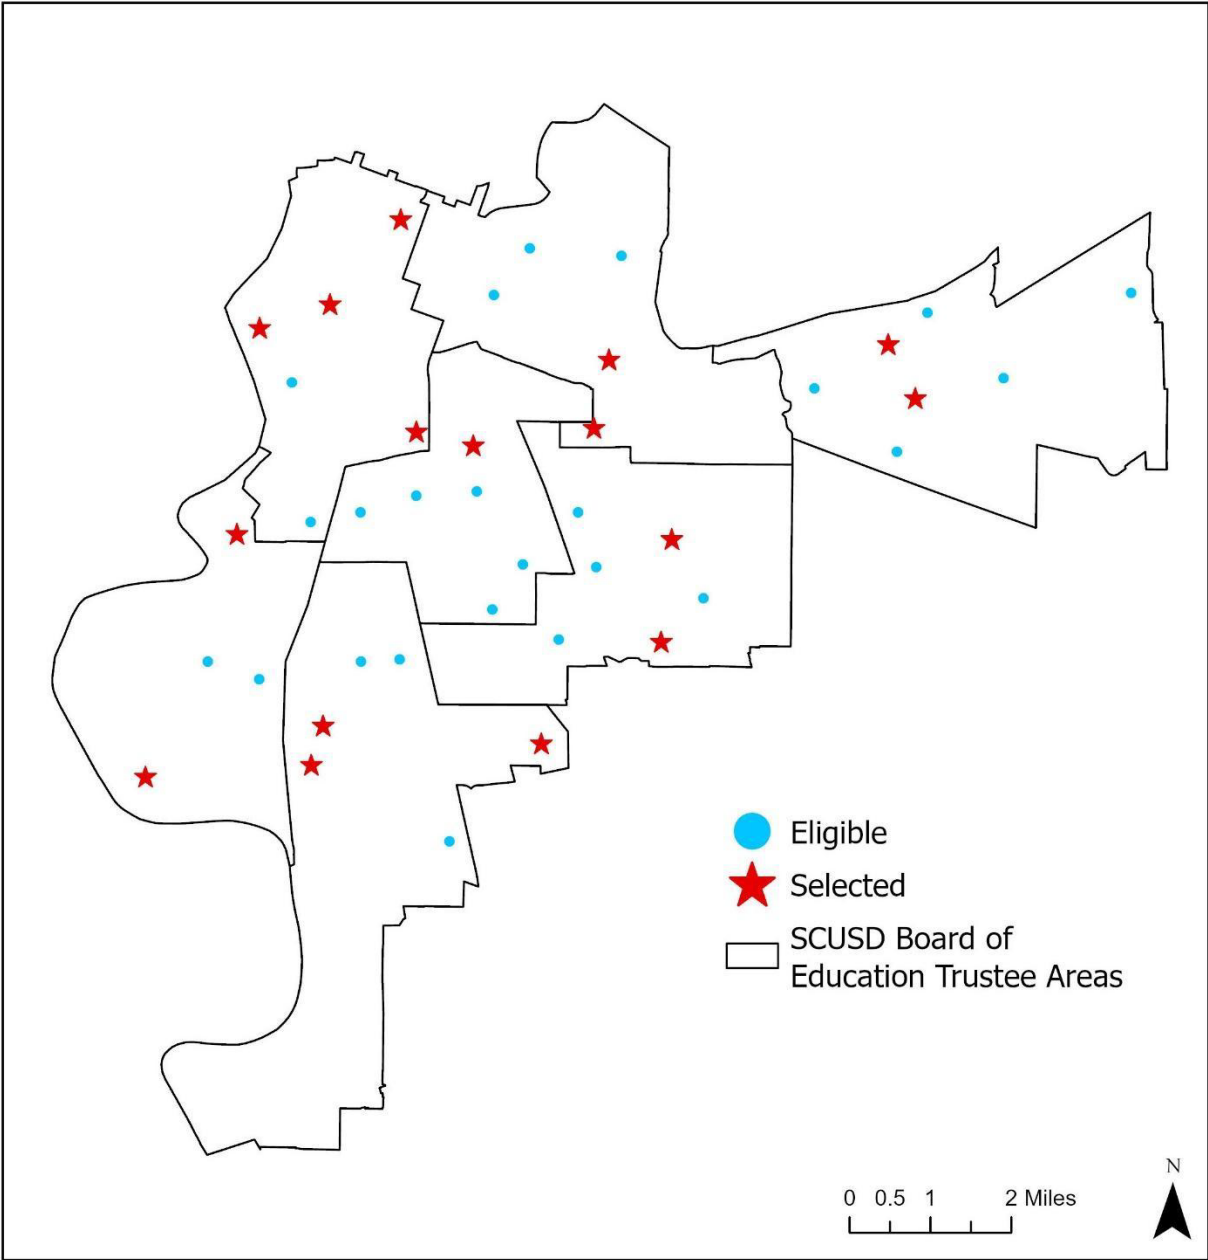 Eligible
Selected
SCUSD Board of
Education Trustee Areas
N
0 0.5 1 2 Miles